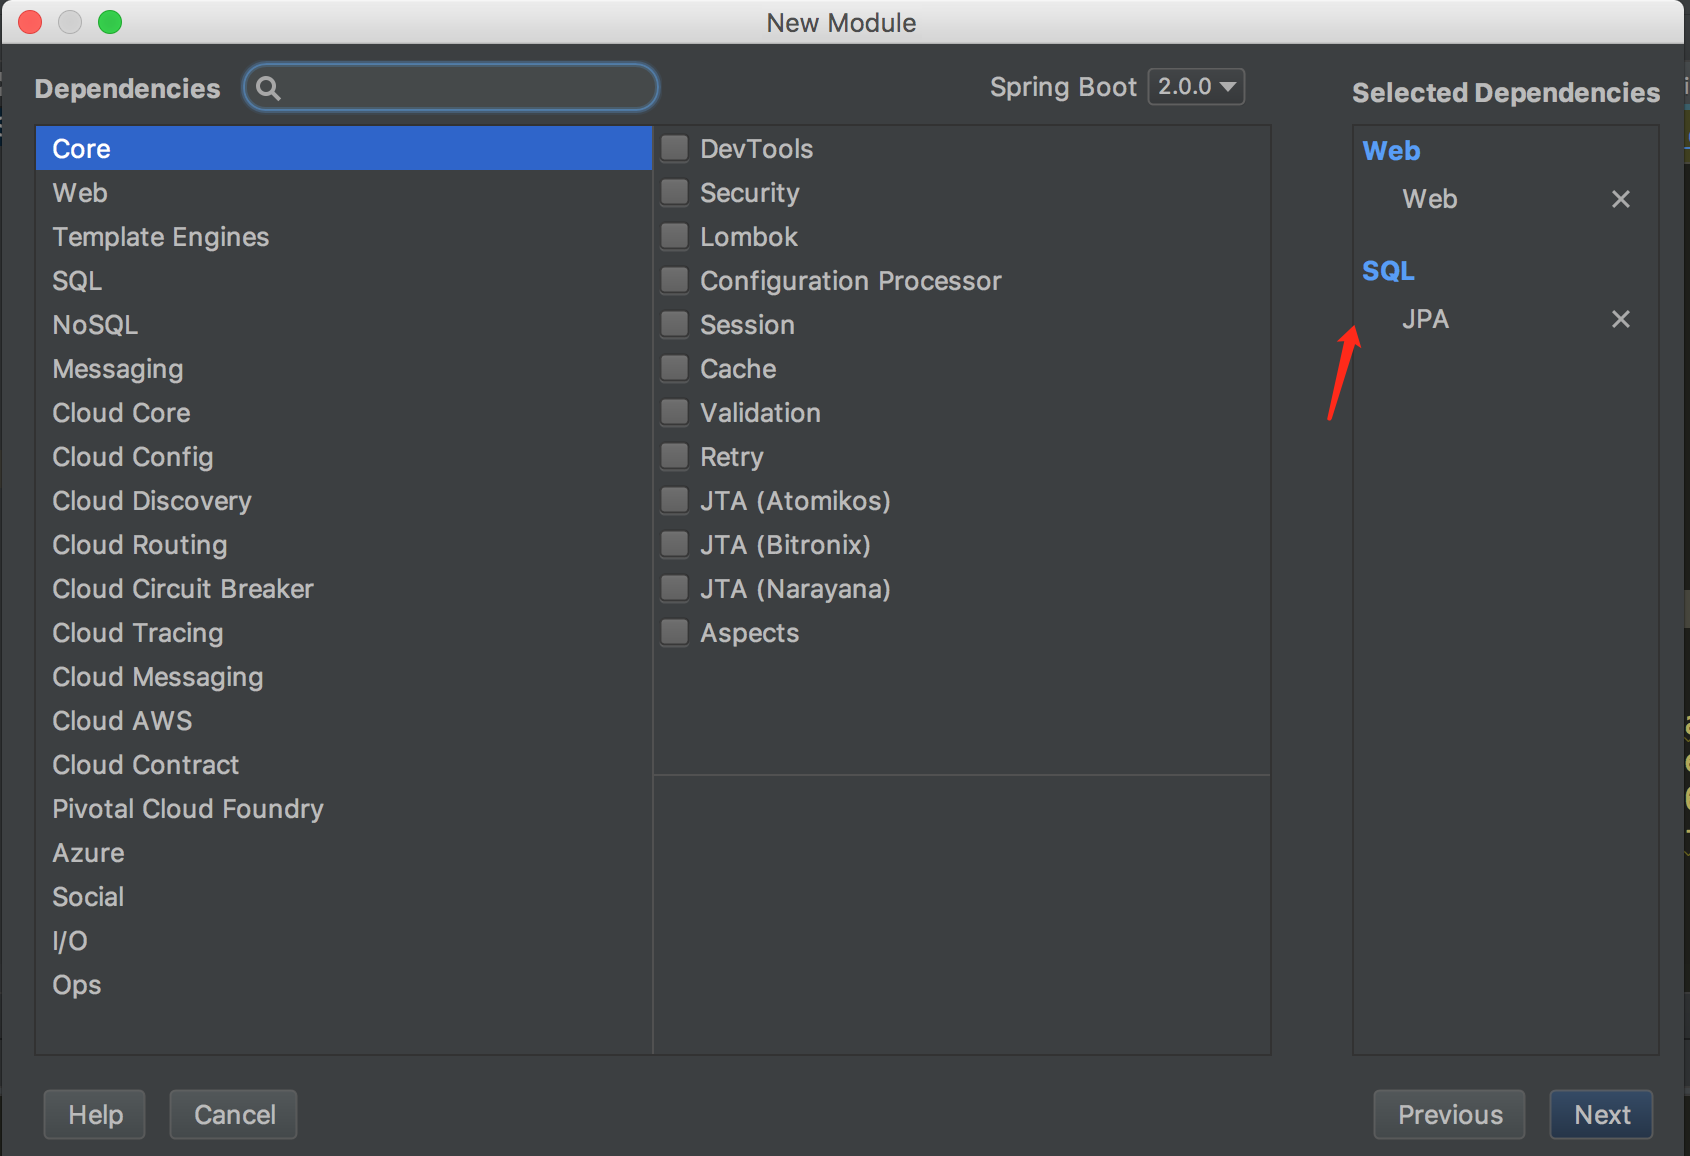 New Module
Dependencies
Spring Boot 2.0.0
Selected Dependencies
Core
Web
Template Engines
SQL
NoSQL
Messaging
Cloud Core
Cloud Config
Cloud Discovery
Cloud Routing
Cloud Circuit Breaker
Cloud Tracing
Cloud Messaging
Cloud AWS
Cloud Contract
Pivotal Cloud Foundry
Azure
Social
I/O
Ops
DevTools
Security
Lombok
Configuration Processor
Session
Cache
Validation
Retry
JTA (Atomikos)
JTA (Bitronix)
JTA (Narayana)
Aspects
Web
Web
SQL
JPA
Help
Cancel
Previous
Next